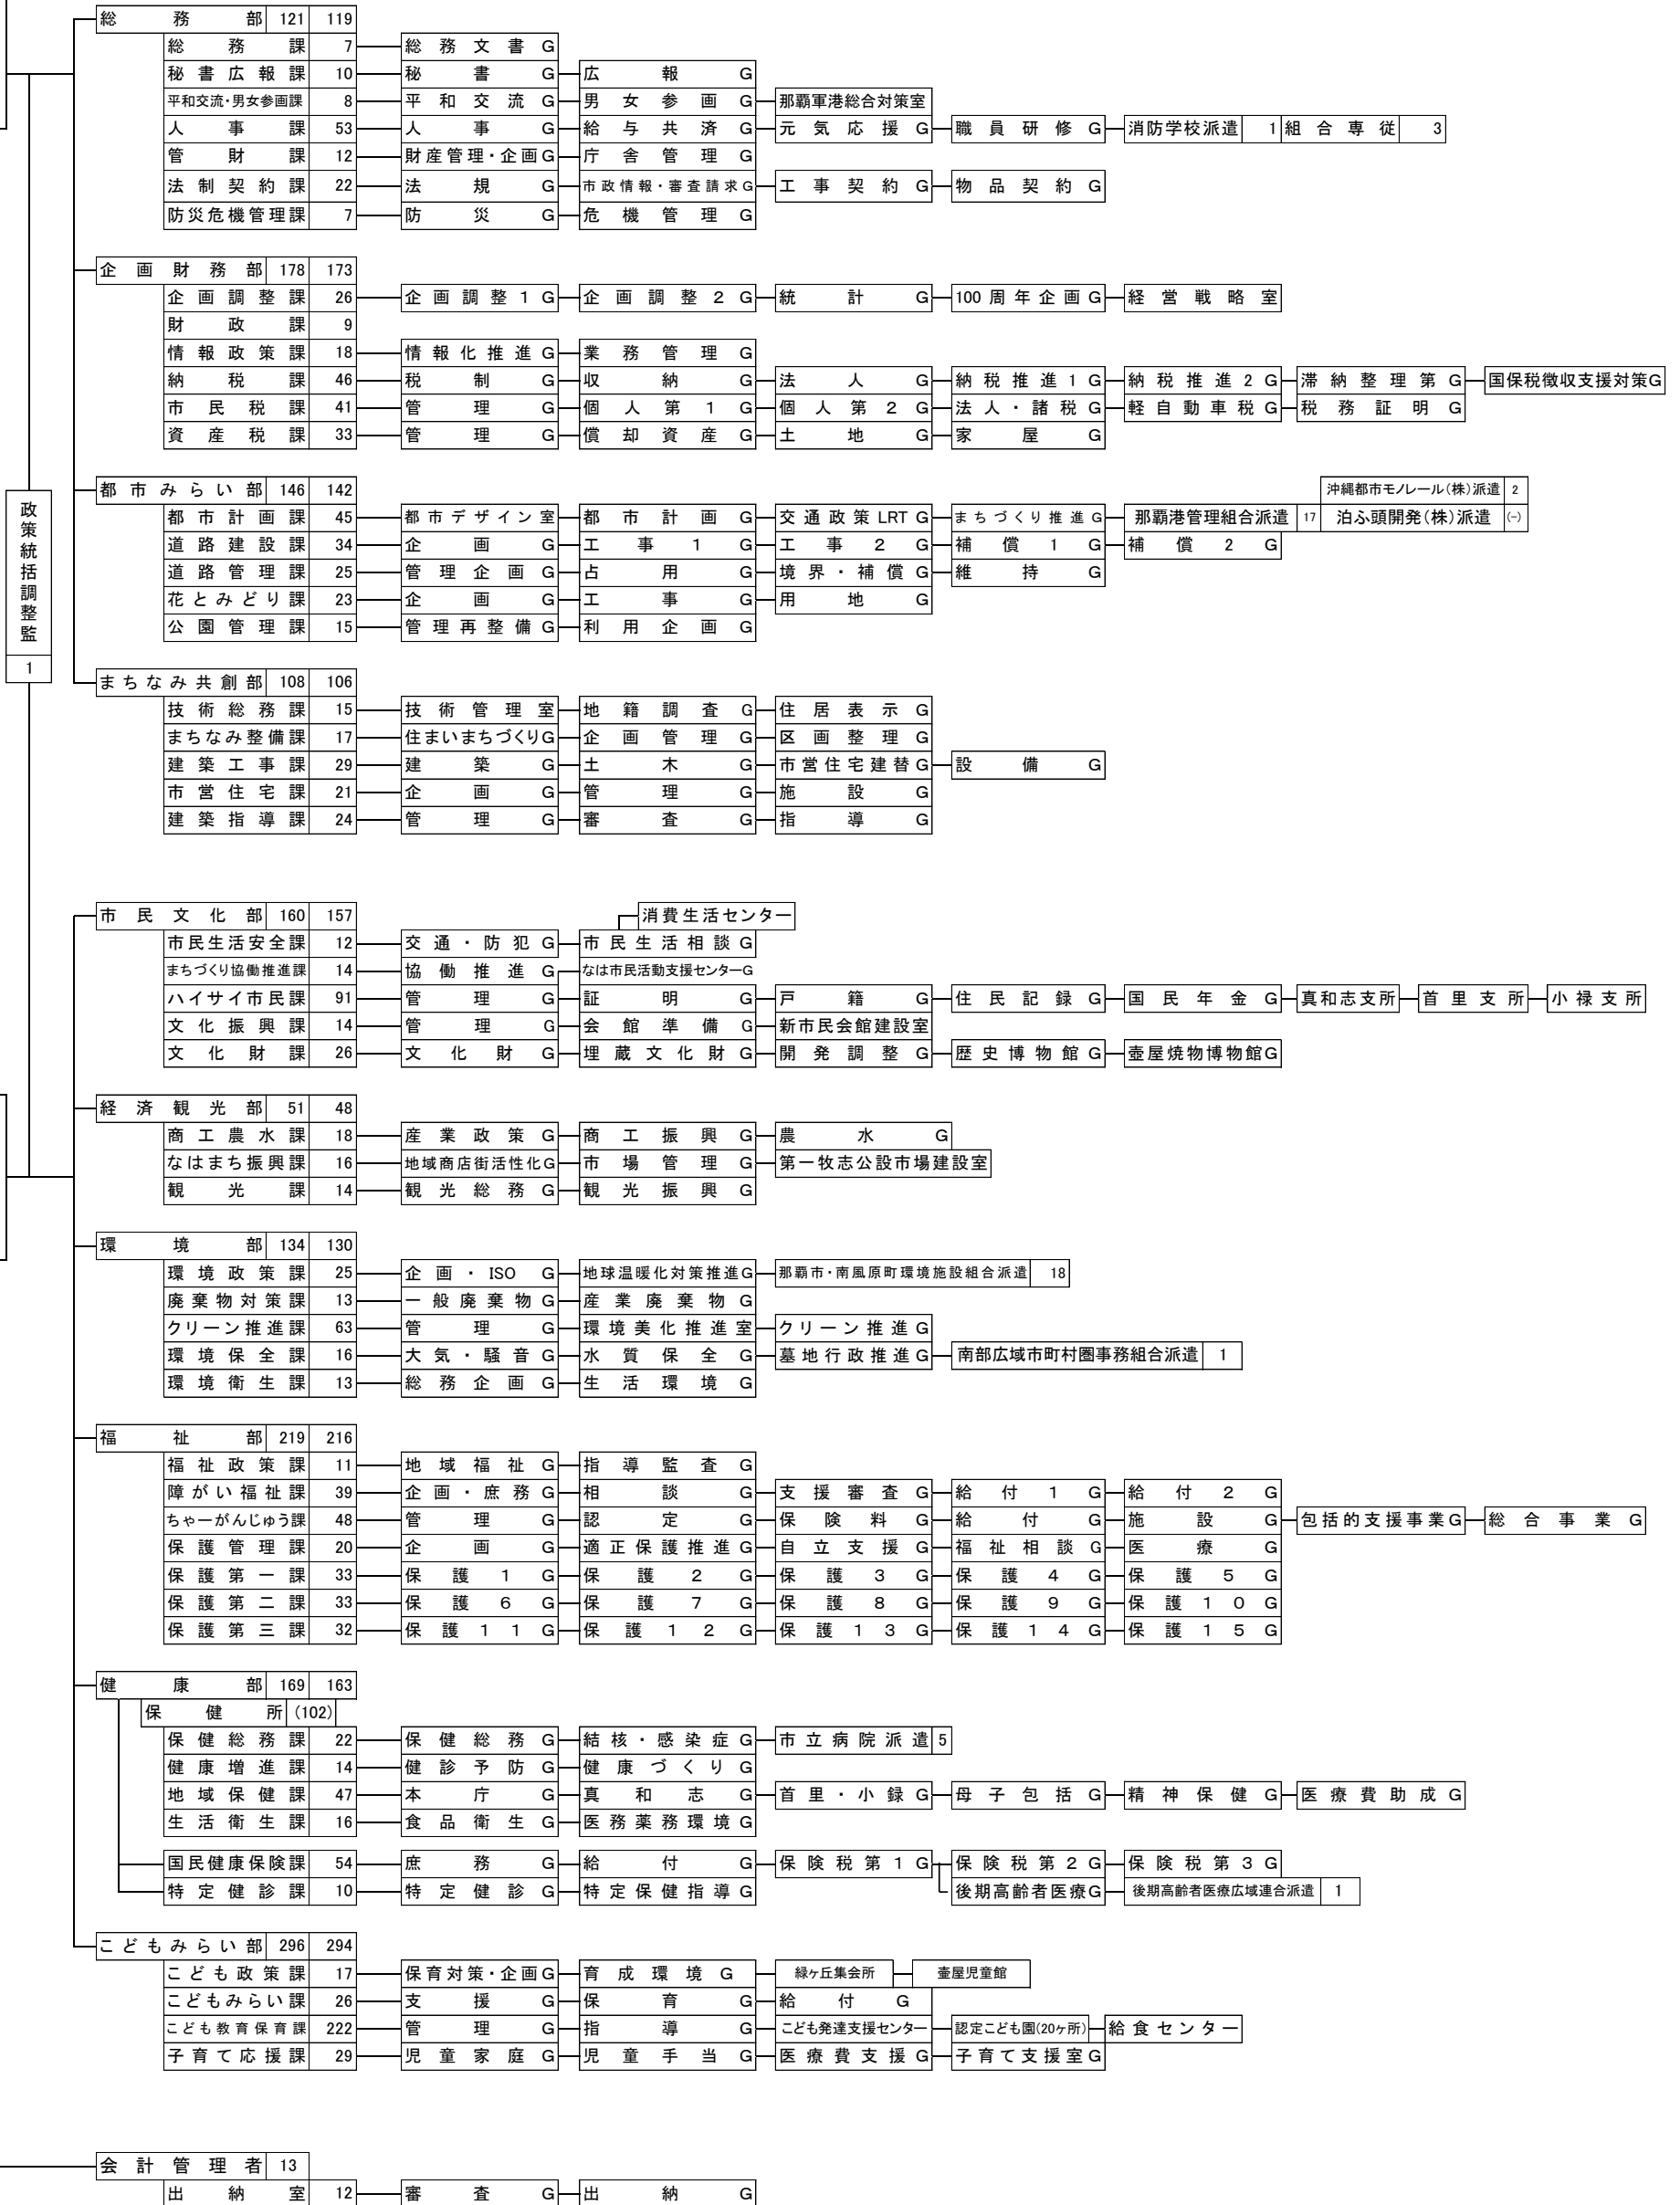 総務部 121 119
総務課 7 総務文書G
秘書広報課 10 秘書G 広報G
平和交流・男女参画課 8 平和交流G 男女参画G 那覇軍港総合対策室
人事課 53 人事G 給与共済G 元気応援G 職員研修G 消防学校派遣 1 組合専従 3
管財課 12 財産管理・企画G 庁舎管理G
法制契約課 22 法規G 市政情報・審査請求G 工事契約G 物品契約G
防災危機管理課 7 防災G 危機管理G
企画財務部 178 173
企画調整課 26 企画調整1G 企画調整2G 統計G 100周年企画G 経営戦略室
財政課 9
情報政策課 18 情報化推進G 業務管理G
納税課 46 税制G 収納G 法人G 納税推進1G 納税推進2G 滞納整理第G 国保税徴収支援対策G
市民税課 41 管理G 個人第1G 個人第2G 法人・諸税G 軽自動車税G 税務証明G
資産税課 33 管理G 償却資産G 土地G 家屋G
政策統括調整監
1
都市みらい部 146 142 沖縄都市モノレール(株)派遣 2
都市計画課 45 都市デザイン室 都市計画G 交通政策LRTG まちづくり推進G 那覇港管理組合派遣 17 泊ふ頭開発(株)派遣 (-)
道路建設課 34 企画G 工事1G 工事2G 補償1G 補償2G
道路管理課 25 管理企画G 占用G 境界・補償G 維持G
花とみどり課 23 企画G 工事G 用地G
公園管理課 15 管理再整備G 利用企画G
まちなみ共創部 108 106
技術総務課 15 技術管理室 地籍調査G 住居表示G
まちなみ整備課 17 住まいまちづくりG 企画管理G 区画整理G
建築工事課 29 建築G 土木G 市営住宅建替G 設備G
市営住宅課 21 企画G 管理G 施設G
建築指導課 24 管理G 審査G 指導G
市民文化部 160 157 消費生活センター
市民生活安全課 12 交通・防犯G 市民生活相談G
まちづくり協働推進課 14 協働推進G なは市民活動支援センターG
ハイサイ市民課 91 管理G 証明G 戸籍G 住民記録G 国民年金G 真和志支所 首里支所 小禄支所
文化振興課 14 管理G 会館準備G 新市民会館建設室
文化財課 26 文化財G 埋蔵文化財G 開発調整G 歴史博物館G 壺屋焼物博物館G
経済観光部 51 48
商工農水課 18 産業政策G 商工振興G 農水G
なはまち振興課 16 地域商店街活性化G 市場管理G 第一牧志公設市場建設室
観光課 14 観光総務G 観光振興G
環境部 134 130
環境政策課 25 企画・ISO G 地球温暖化対策推進G 那覇市・南風原町環境施設組合派遣 18
廃棄物対策課 13 一般廃棄物G 産業廃棄物G
クリーン推進課 63 管理G 環境美化推進室 クリーン推進G
環境保全課 16 大気・騒音G 水質保全G 墓地行政推進G 南部広域市町村圏事務組合派遣 1
環境衛生課 13 総務企画G 生活環境G
福祉部 219 216
福祉政策課 11 地域福祉G 指導監査G
障がい福祉課 39 企画・庶務G 相談G 支援審査G 給付1G 給付2G
ちゃーがんじゅう課 48 管理G 認定G 保険料G 給付G 施設G 包括的支援事業G 総合事業G
保護管理課 20 企画G 適正保護推進G 自立支援G 福祉相談G 医療G
保護第一課 33 保護1G 保護2G 保護3G 保護4G 保護5G
保護第二課 33 保護6G 保護7G 保護8G 保護9G 保護10G
保護第三課 32 保護11G 保護12G 保護13G 保護14G 保護15G
健康部 169 163
保健所 (102)
保健総務課 22 保健総務G 結核・感染症G 市立病院派遣 5
健康増進課 14 健診予防G 健康づくりG
地域保健課 47 本庁G 真和志G 首里・小録G 母子包括G 精神保健G 医療費助成G
生活衛生課 16 食品衛生G 医務薬務環境G
国民健康保険課 54 庶務G 給付G 保険税第1G 保険税第2G 保険税第3G
特定健診課 10 特定健診G 特定保健指導G 後期高齢者医療G 後期高齢者医療広域連合派遣 1
こどもみらい部 296 294
こども政策課 17 保育対策・企画G 育成環境G 緑ヶ丘集会所 壷屋児童館
こどもみらい課 26 支援G 保育G 給付G
こども教育保育課 222 管理G 指導G こども発達支援センター 認定こども園(20ヶ所) 給食センター
子育て応援課 29 児童家庭G 児童手当G 医療費支援G 子育て支援室G
会計管理者 13
出納室 12 審査G 出納G